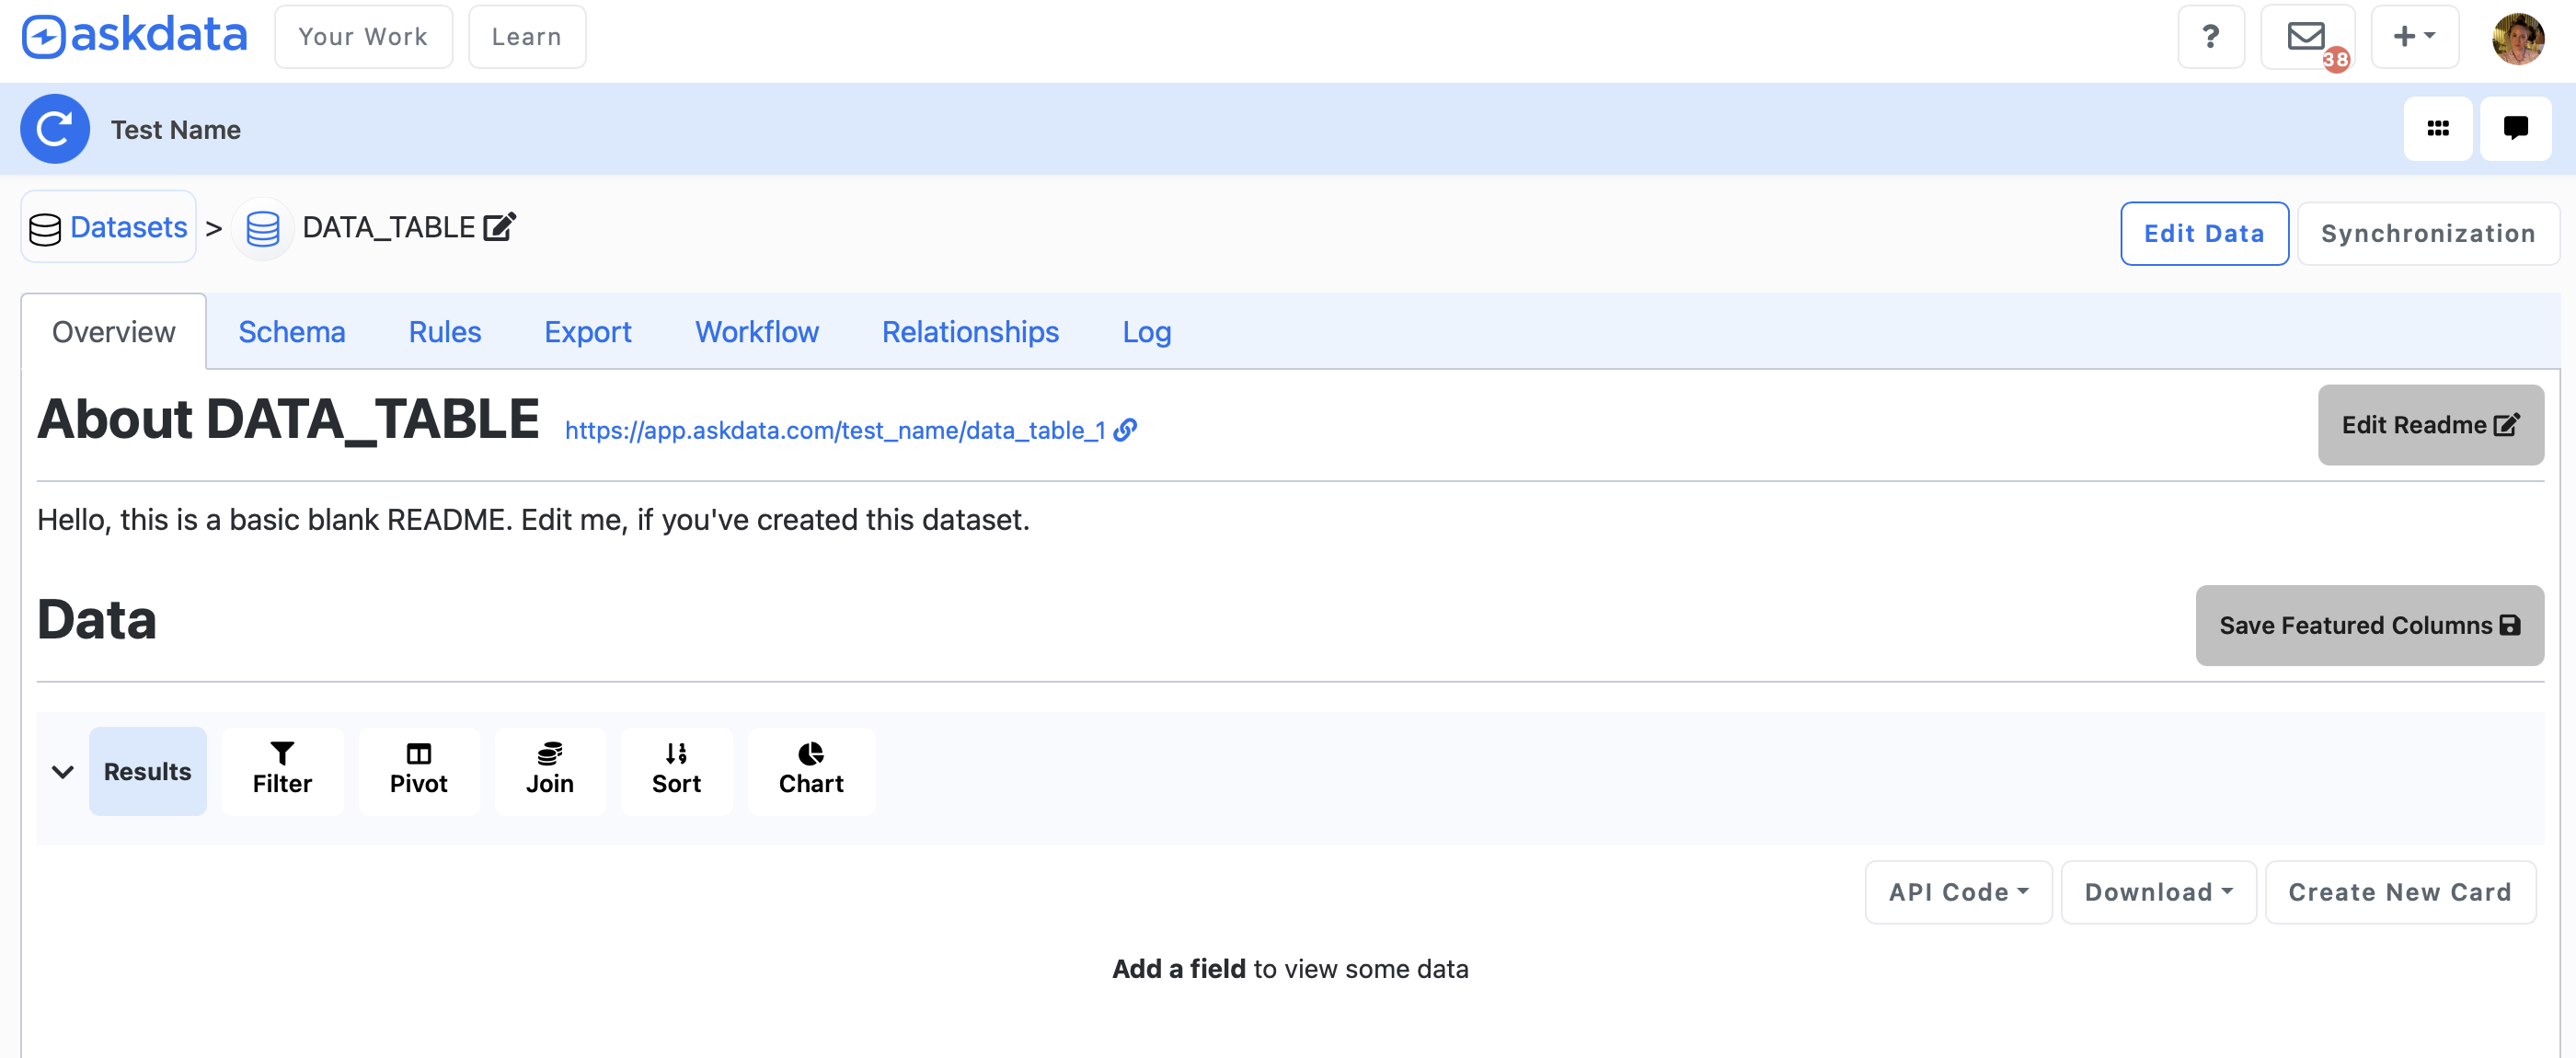 askdata Your Work Learn ? 38 +
Test Name
Datasets > DATA_TABLE Edit Data Synchronization
Overview Schema Rules Export Workflow Relationships Log
About DATA_TABLE https://app.askdata.com/test_name/data_table_1 Edit Readme
Hello, this is a basic blank README. Edit me, if you've created this dataset.
Data Save Featured Columns
Results Filter Pivot Join Sort Chart
API Code Download Create New Card
Add a field to view some data